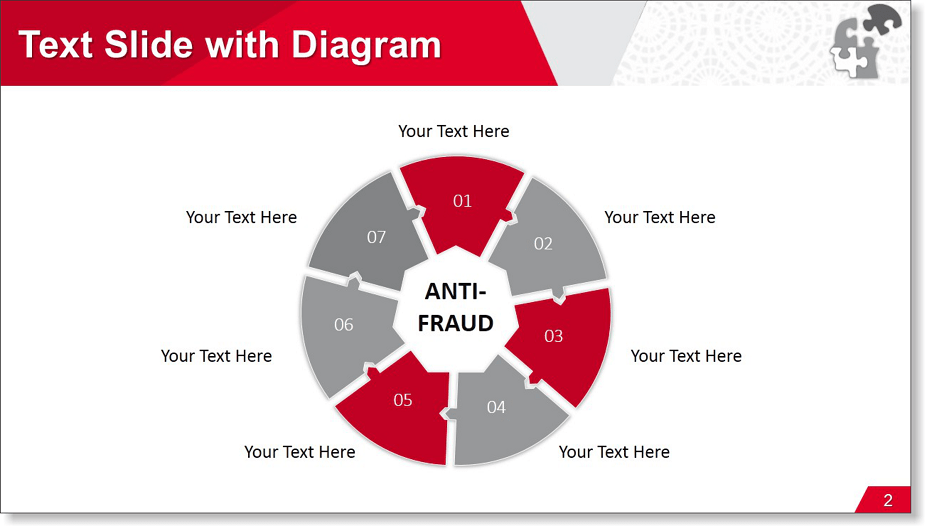 Text Slide with Diagram
Your Text Here
01
Your Text Here
Your Text Here
07
02
ANTI-
FRAUD
06
03
Your Text Here
Your Text Here
05
04
Your Text Here
Your Text Here
2